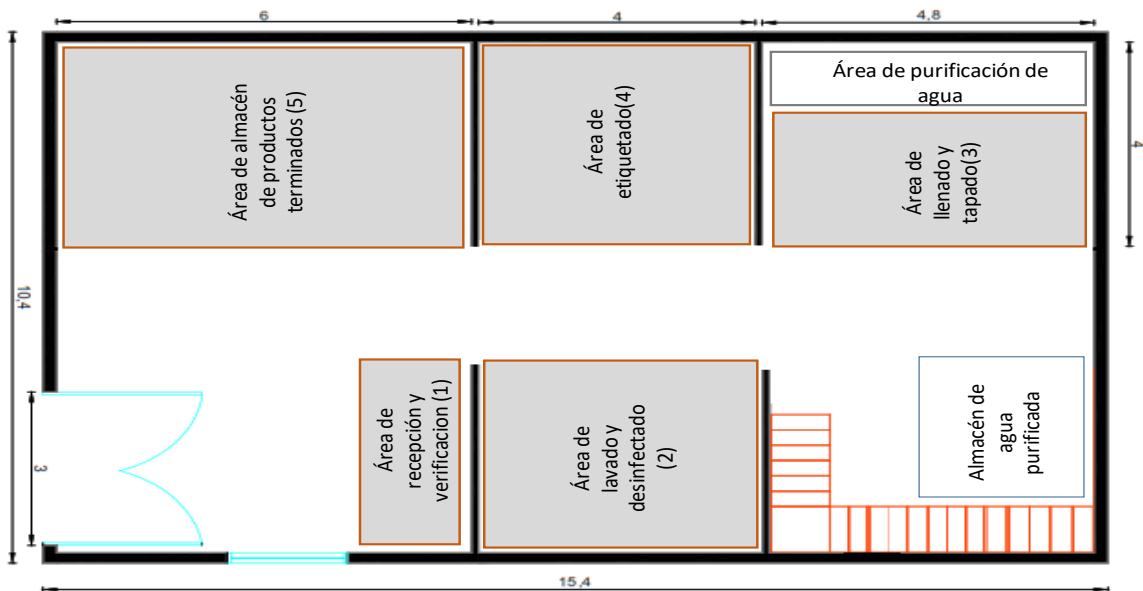 6
4
4,8
Área de almacén
de productos
terminados (5)
Área de
etiquetado(4)
Área de purificación de
agua
Área de
llenado y
tapado(3)
4
10,4
3
Área de
recepción y
verificacion (1)
Área de
lavado y
desinfectado
(2)
Almacén de
agua
purificada
15,4